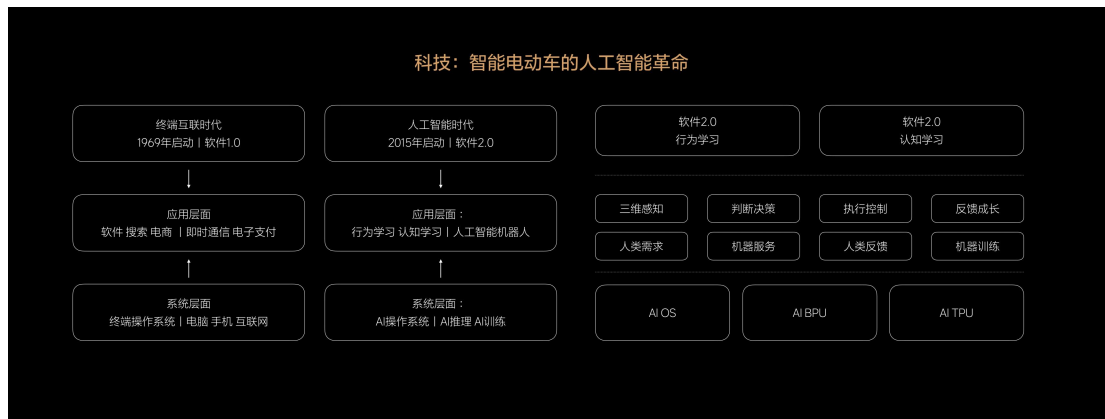 科技：智能电动车的人工智能革命
终端互联时代
1969年启动丨软件1.0
应用层面
软件 搜索 电商 丨即时通信 电子支付
系统层面
终端操作系统丨电脑 手机 互联网
人工智能时代
2015年启动丨软件2.0
应用层面：
行为学习 认知学习丨人工智能机器人
系统层面：
AI操作系统丨AI推理 AI训练
软件2.0
行为学习
软件2.0
认知学习
三维感知
判断决策
执行控制
反馈成长
人类需求
机器服务
人类反馈
机器训练
AI OS
AI BPU
AI TPU